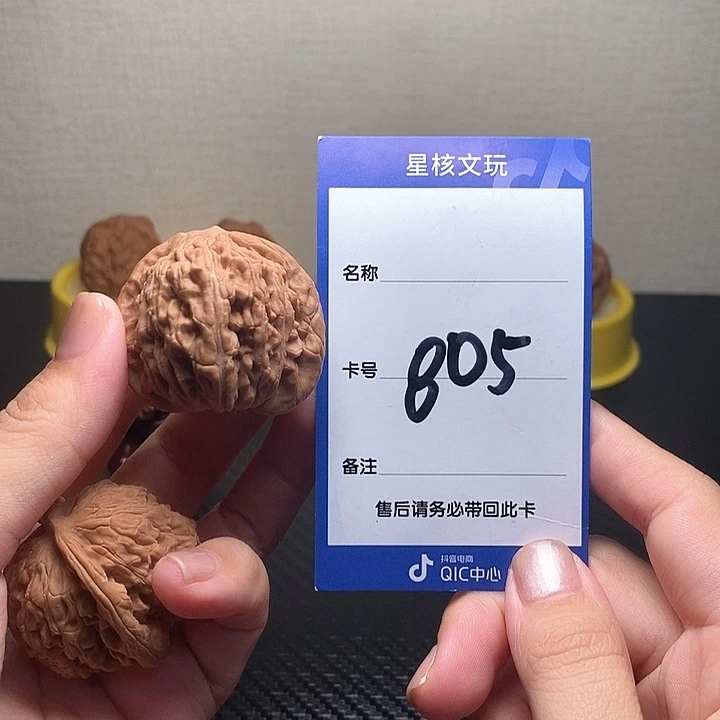 星核文玩
名称
卡号 805
备注
售后请务必带回此卡
抖音电商
QIC中心